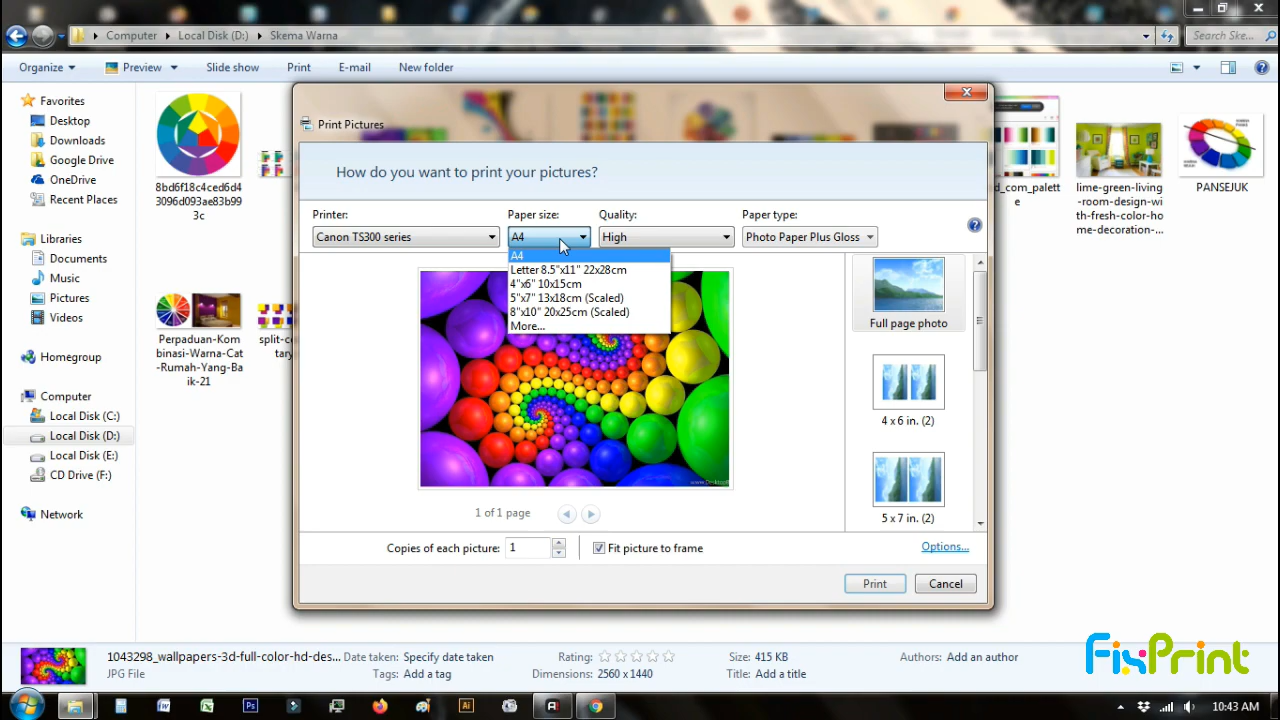 Computer
Local Disk (D:)
Skema Warna
Search Ske...
Organize
Preview
Slide show
Print
E-mail
New folder
Favorites
Desktop
Downloads
Google Drive
OneDrive
Recent Places
Libraries
Documents
Music
Pictures
Videos
Homegroup
Computer
Local Disk (C:)
Local Disk (D:)
Local Disk (E:)
CD Drive (F:)
Network
8bd6f18c4ced6d4
3096d093ae83b99
3c
Perpaduan-Kom
binasi-Warna-Cat
-Rumah-Yang-Ba
ik-21
split-co
tary
d_com_palett
e
lime-green-living
-room-design-wi
th-fresh-color-ho
me-decoration-...
PANSEJUK
Print Pictures
How do you want to print your pictures?
Printer:
Paper size:
Quality:
Paper type:
Canon TS300 series
A4
High
Photo Paper Plus Gloss
A4
Letter 8.5"x11" 22x28cm
4"x6" 10x15cm
5"x7" 13x18cm (Scaled)
8"x10" 20x25cm (Scaled)
More...
Full page photo
4 x 6 in. (2)
5 x 7 in. (2)
1 of 1 page
Copies of each picture:
1
Fit picture to frame
Options...
Print
Cancel
1043298_wallpapers-3d-full-color-hd-des...
JPG File
Date taken: Specify date taken
Tags: Add a tag
Rating:
Dimensions: 2560 x 1440
Size: 415 KB
Title: Add a title
Authors: Add an author
FixPrint
Ps
Ai
10:43 AM